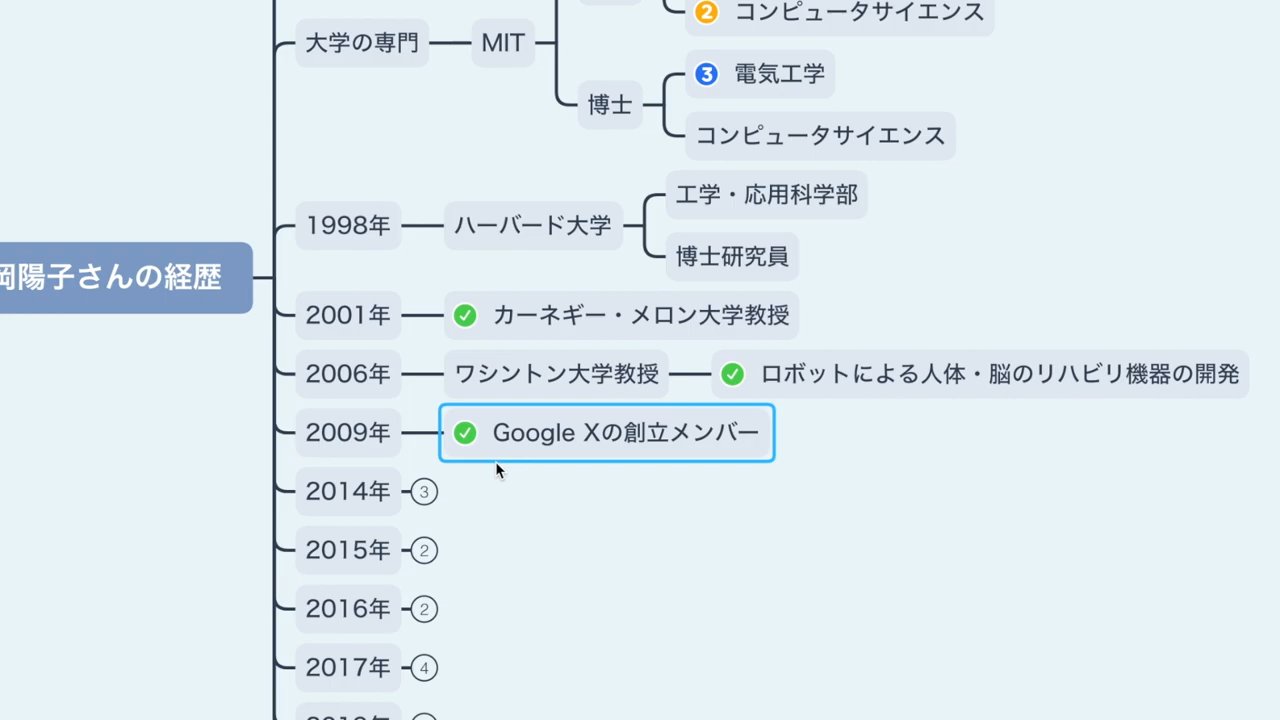 コンピュータサイエンス
大学の専門
MIT
電気工学
博士
コンピュータサイエンス
1998年
ハーバード大学
工学・応用科学部
博士研究員
岡陽子さんの経歴
2001年
カーネギー・メロン大学教授
2006年
ワシントン大学教授
ロボットによる人体・脳のリハビリ機器の開発
2009年
Google Xの創立メンバー
2014年
3
2015年
2
2016年
2
2017年
4